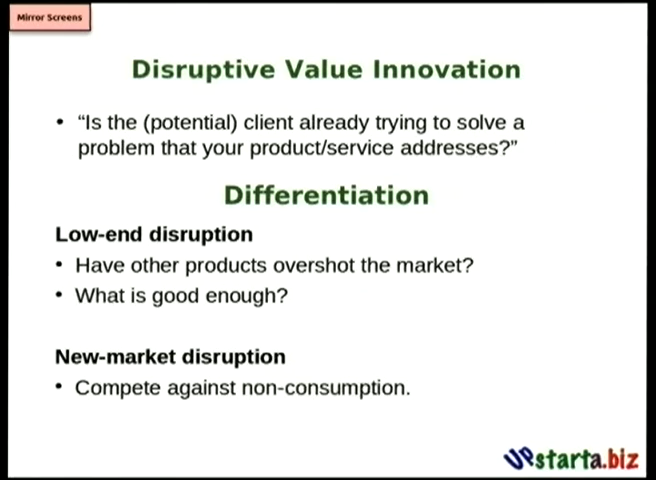 Mirror Screens
Disruptive Value Innovation
• “Is the (potential) client already trying to solve a
problem that your product/service addresses?”
Differentiation
Low-end disruption
• Have other products overshot the market?
• What is good enough?
New-market disruption
• Compete against non-consumption.
UPstarta.biz